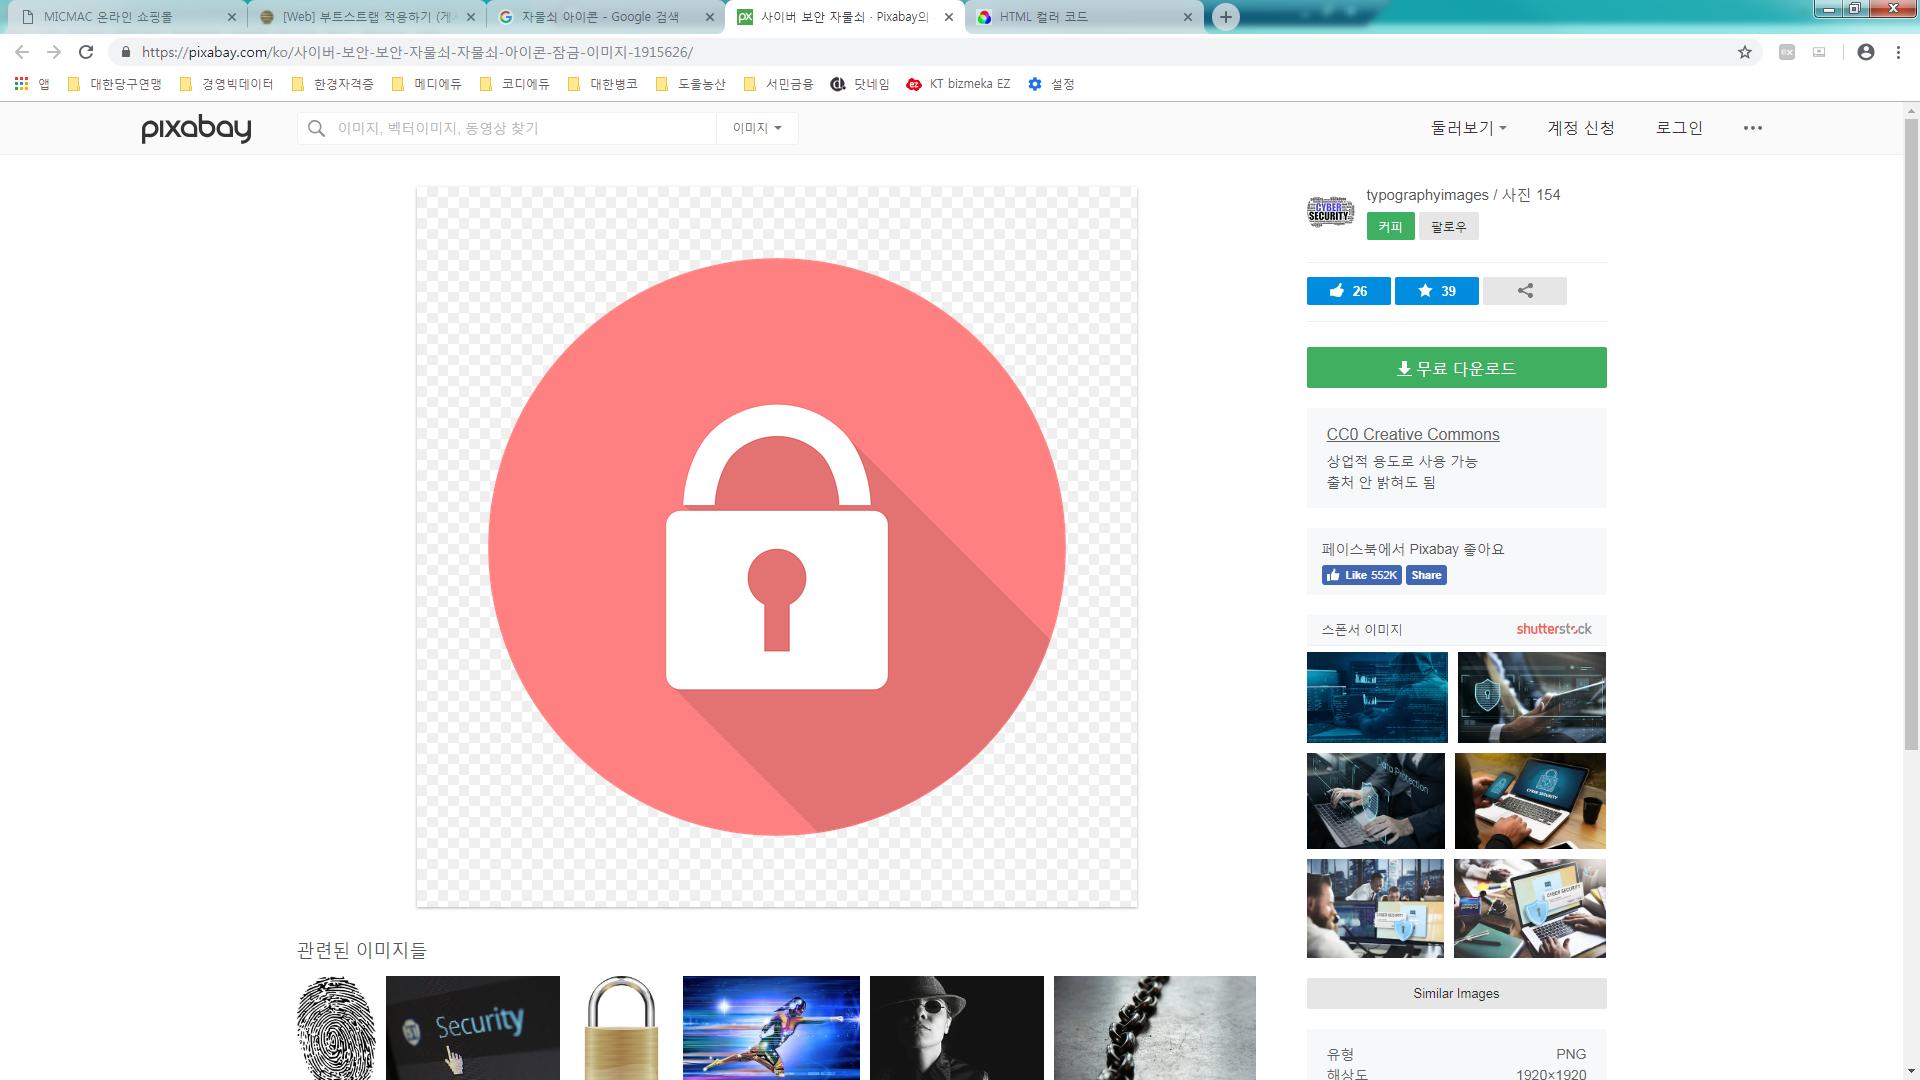 MICMAC 온라인 쇼핑몰
[Web] 부트스트랩 적용하기 (게시
자물쇠 아이콘 - Google 검색
사이버 보안 자물쇠 · Pixabay의
HTML 컬러 코드
https://pixabay.com/ko/사이버-보안-보안-자물쇠-자물쇠-아이콘-잠금-이미지-1915626/
앱
대한당구연맹
경영빅데이터
한경자격증
메디에듀
코디에듀
대한벙코
도울농산
서민금융
닷네임
KT bizmeka EZ
설정
pixabay
이미지, 벡터이미지, 동영상 찾기
이미지
둘러보기
계정 신청
로그인
typographyimages / 사진 154
CYBER
SECURITY
커피
팔로우
26
39
무료 다운로드
CC0 Creative Commons
상업적 용도로 사용 가능
출처 안 밝혀도 됨
페이스북에서 Pixabay 좋아요
Like 552K
Share
스폰서 이미지
shutterstock
Data Protection
CYBER SECURITY
CYBER SECURITY
CYBER SECURITY
관련된 이미지들
Security
Similar Images
유형
PNG
해상도
1920×1920